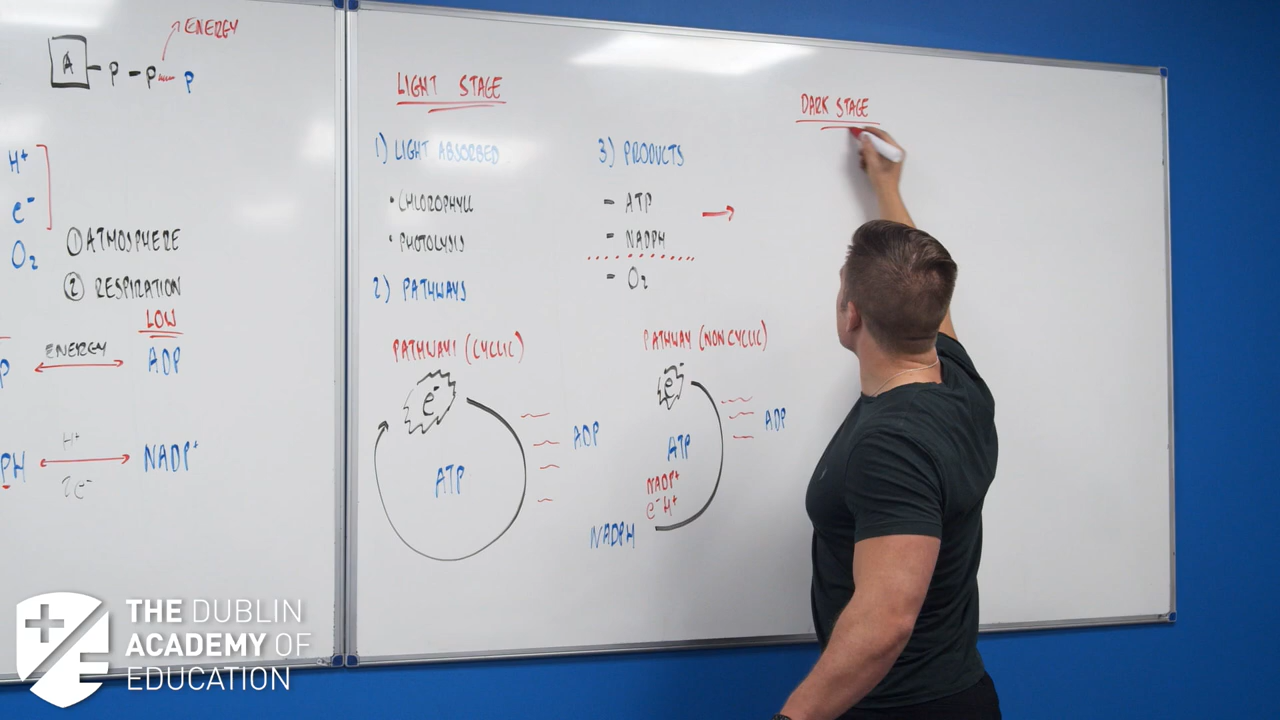 ENERGY
A - P - P P
H+
e-
O2
① ATMOSPHERE
② RESPIRATION
LOW
P ENERGY ADP
H+
PH NADP+
2e-
LIGHT STAGE
1) LIGHT ABSORBED
• CHLOROPHYLL
• PHOTOLYSIS
2) PATHWAYS
PATHWAY 1 (CYCLIC)
e-
ADP
ATP
3) PRODUCTS
- ATP
- NADPH
- O2
PATHWAY (NON CYCLIC)
e-
ADP
ATP
NADP+
e- H+
NADPH
DARK STAGE
THE DUBLIN
ACADEMY OF
EDUCATION